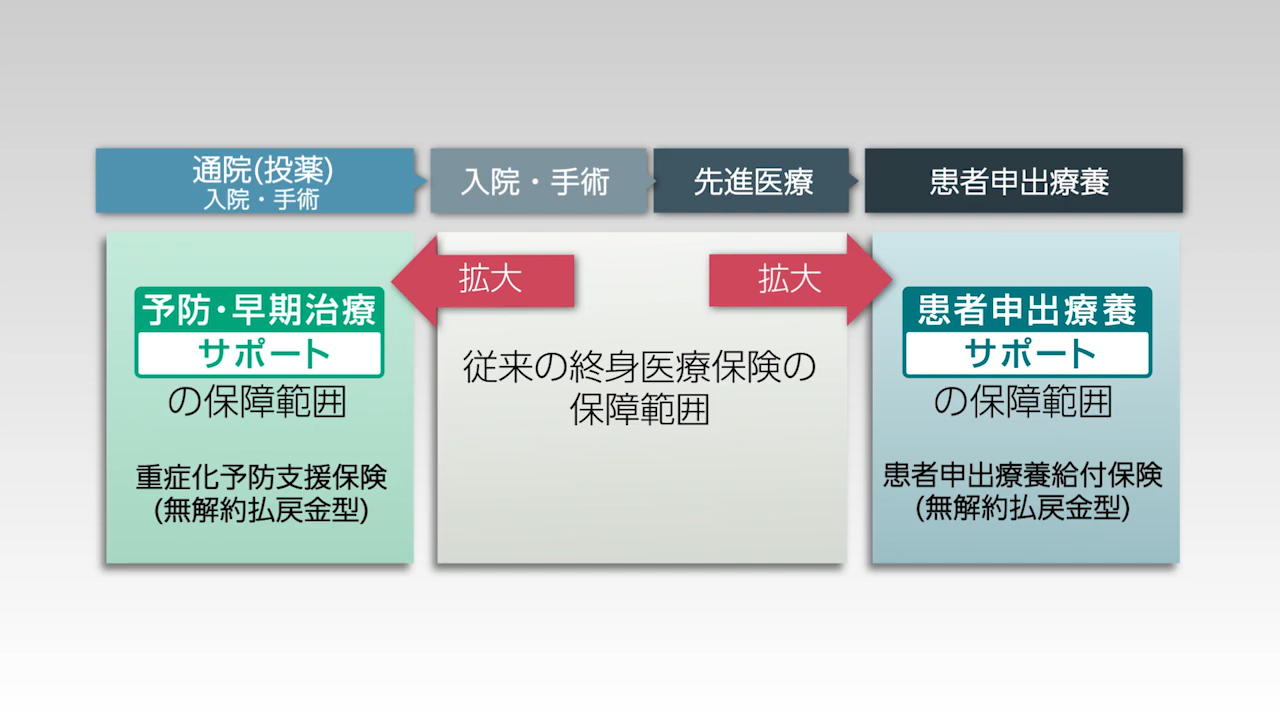 通院(投薬)
入院・手術
入院・手術
先進医療
患者申出療養
拡大
拡大
予防・早期治療
サポート
の保障範囲
重症化予防支援保険
(無解約払戻金型)
従来の終身医療保険の
保障範囲
患者申出療養
サポート
の保障範囲
患者申出療養給付保険
(無解約払戻金型)